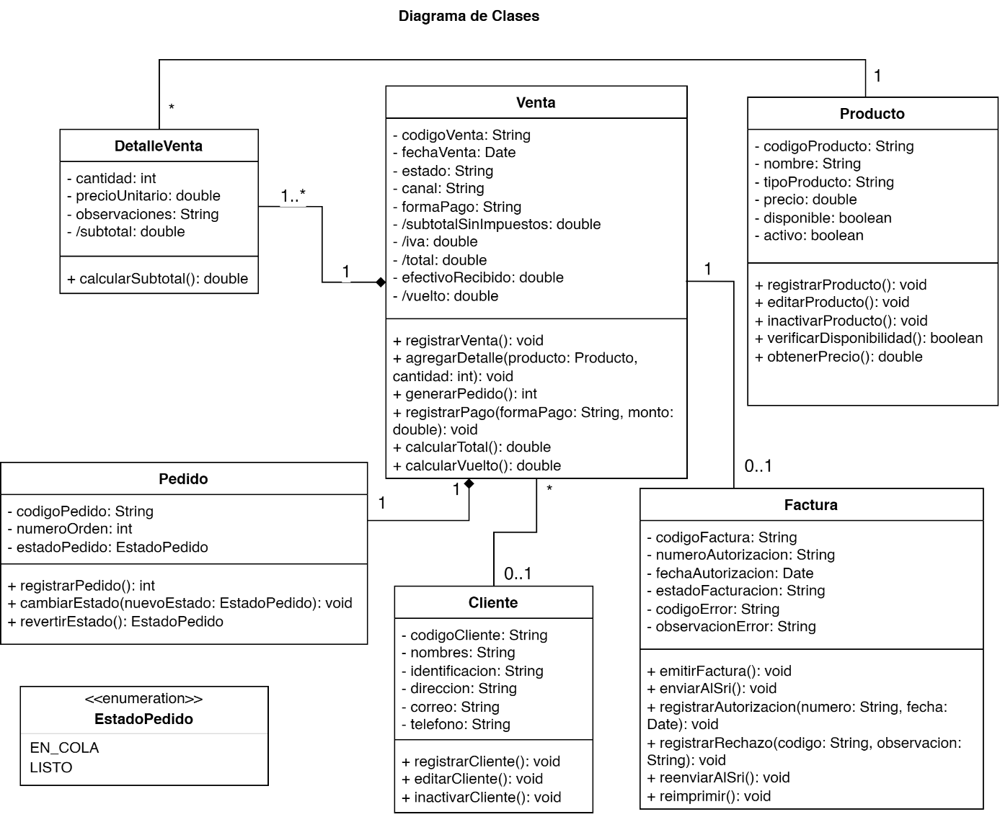 Diagrama de Clases
1
*
DetalleVenta
- cantidad: int
- precioUnitario: double
- observaciones: String
- /subtotal: double
+ calcularSubtotal(): double
1..*
1
Venta
- codigoVenta: String
- fechaVenta: Date
- estado: String
- canal: String
- formaPago: String
- /subtotalSinImpuestos: double
- /iva: double
- /total: double
- efectivoRecibido: double
- /vuelto: double
+ registrarVenta(): void
+ agregarDetalle(producto: Producto,
cantidad: int): void
+ generarPedido(): int
+ registrarPago(formaPago: String, monto:
double): void
+ calcularTotal(): double
+ calcularVuelto(): double
Producto
- codigoProducto: String
- nombre: String
- tipoProducto: String
- precio: double
- disponible: boolean
- activo: boolean
+ registrarProducto(): void
+ editarProducto(): void
+ inactivarProducto(): void
+ verificarDisponibilidad(): boolean
+ obtenerPrecio(): double
1
0..1
Pedido
- codigoPedido: String
- numeroOrden: int
- estadoPedido: EstadoPedido
+ registrarPedido(): int
+ cambiarEstado(nuevoEstado: EstadoPedido): void
+ revertirEstado(): EstadoPedido
1
1
*
0..1
Cliente
- codigoCliente: String
- nombres: String
- identificacion: String
- direccion: String
- correo: String
- telefono: String
+ registrarCliente(): void
+ editarCliente(): void
+ inactivarCliente(): void
Factura
- codigoFactura: String
- numeroAutorizacion: String
- fechaAutorizacion: Date
- estadoFacturacion: String
- codigoError: String
- observacionError: String
+ emitirFactura(): void
+ enviarAlSri(): void
+ registrarAutorizacion(numero: String, fecha:
Date): void
+ registrarRechazo(codigo: String, observacion:
String): void
+ reenviarAlSri(): void
+ reimprimir(): void
<<enumeration>>
EstadoPedido
EN_COLA
LISTO